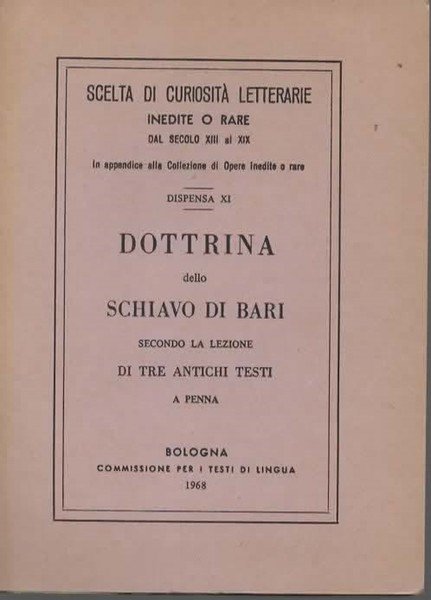 SCELTA DI CURIOSITÀ LETTERARIE
INEDITE O RARE
DAL SECOLO XIII al XIX
In appendice alla Collezione di Opere inedite o rare
DISPENSA XI
DOTTRINA
dello
SCHIAVO DI BARI
SECONDO LA LEZIONE
DI TRE ANTICHI TESTI
A PENNA
BOLOGNA
COMMISSIONE PER I TESTI DI LINGUA
1968